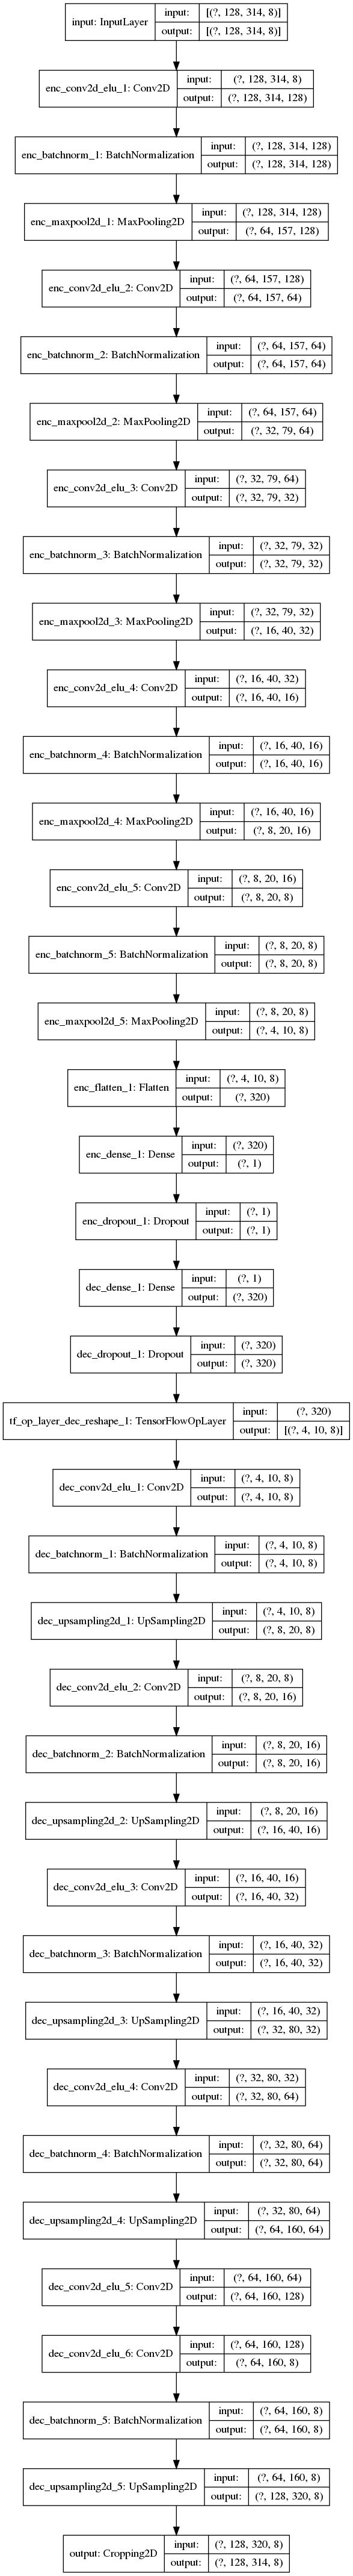 input: InputLayer
input: [(?, 128, 314, 8)]
output: [(?, 128, 314, 8)]
enc_conv2d_elu_1: Conv2D
input: (?, 128, 314, 8)
output: (?, 128, 314, 128)
enc_batchnorm_1: BatchNormalization
input: (?, 128, 314, 128)
output: (?, 128, 314, 128)
enc_maxpool2d_1: MaxPooling2D
input: (?, 128, 314, 128)
output: (?, 64, 157, 128)
enc_conv2d_elu_2: Conv2D
input: (?, 64, 157, 128)
output: (?, 64, 157, 64)
enc_batchnorm_2: BatchNormalization
input: (?, 64, 157, 64)
output: (?, 64, 157, 64)
enc_maxpool2d_2: MaxPooling2D
input: (?, 64, 157, 64)
output: (?, 32, 79, 64)
enc_conv2d_elu_3: Conv2D
input: (?, 32, 79, 64)
output: (?, 32, 79, 32)
enc_batchnorm_3: BatchNormalization
input: (?, 32, 79, 32)
output: (?, 32, 79, 32)
enc_maxpool2d_3: MaxPooling2D
input: (?, 32, 79, 32)
output: (?, 16, 40, 32)
enc_conv2d_elu_4: Conv2D
input: (?, 16, 40, 32)
output: (?, 16, 40, 16)
enc_batchnorm_4: BatchNormalization
input: (?, 16, 40, 16)
output: (?, 16, 40, 16)
enc_maxpool2d_4: MaxPooling2D
input: (?, 16, 40, 16)
output: (?, 8, 20, 16)
enc_conv2d_elu_5: Conv2D
input: (?, 8, 20, 16)
output: (?, 8, 20, 8)
enc_batchnorm_5: BatchNormalization
input: (?, 8, 20, 8)
output: (?, 8, 20, 8)
enc_maxpool2d_5: MaxPooling2D
input: (?, 8, 20, 8)
output: (?, 4, 10, 8)
enc_flatten_1: Flatten
input: (?, 4, 10, 8)
output: (?, 320)
enc_dense_1: Dense
input: (?, 320)
output: (?, 1)
enc_dropout_1: Dropout
input: (?, 1)
output: (?, 1)
dec_dense_1: Dense
input: (?, 1)
output: (?, 320)
dec_dropout_1: Dropout
input: (?, 320)
output: (?, 320)
tf_op_layer_dec_reshape_1: TensorFlowOpLayer
input: (?, 320)
output: [(?, 4, 10, 8)]
dec_conv2d_elu_1: Conv2D
input: (?, 4, 10, 8)
output: (?, 4, 10, 8)
dec_batchnorm_1: BatchNormalization
input: (?, 4, 10, 8)
output: (?, 4, 10, 8)
dec_upsampling2d_1: UpSampling2D
input: (?, 4, 10, 8)
output: (?, 8, 20, 8)
dec_conv2d_elu_2: Conv2D
input: (?, 8, 20, 8)
output: (?, 8, 20, 16)
dec_batchnorm_2: BatchNormalization
input: (?, 8, 20, 16)
output: (?, 8, 20, 16)
dec_upsampling2d_2: UpSampling2D
input: (?, 8, 20, 16)
output: (?, 16, 40, 16)
dec_conv2d_elu_3: Conv2D
input: (?, 16, 40, 16)
output: (?, 16, 40, 32)
dec_batchnorm_3: BatchNormalization
input: (?, 16, 40, 32)
output: (?, 16, 40, 32)
dec_upsampling2d_3: UpSampling2D
input: (?, 16, 40, 32)
output: (?, 32, 80, 32)
dec_conv2d_elu_4: Conv2D
input: (?, 32, 80, 32)
output: (?, 32, 80, 64)
dec_batchnorm_4: BatchNormalization
input: (?, 32, 80, 64)
output: (?, 32, 80, 64)
dec_upsampling2d_4: UpSampling2D
input: (?, 32, 80, 64)
output: (?, 64, 160, 64)
dec_conv2d_elu_5: Conv2D
input: (?, 64, 160, 64)
output: (?, 64, 160, 128)
dec_conv2d_elu_6: Conv2D
input: (?, 64, 160, 128)
output: (?, 64, 160, 8)
dec_batchnorm_5: BatchNormalization
input: (?, 64, 160, 8)
output: (?, 64, 160, 8)
dec_upsampling2d_5: UpSampling2D
input: (?, 64, 160, 8)
output: (?, 128, 320, 8)
output: Cropping2D
input: (?, 128, 320, 8)
output: (?, 128, 314, 8)